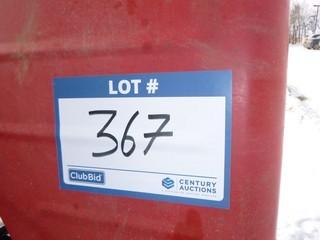 LOT #
367
ClubBid
CENTURY
AUCTIONS